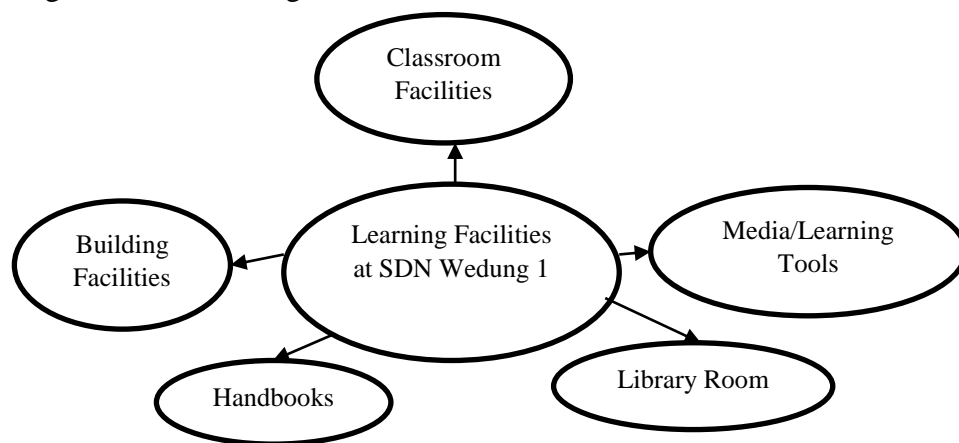 Classroom
Facilities
Building
Facilities
Learning Facilities
at SDN Wedung 1
Media/Learning
Tools
Handbooks
Library Room